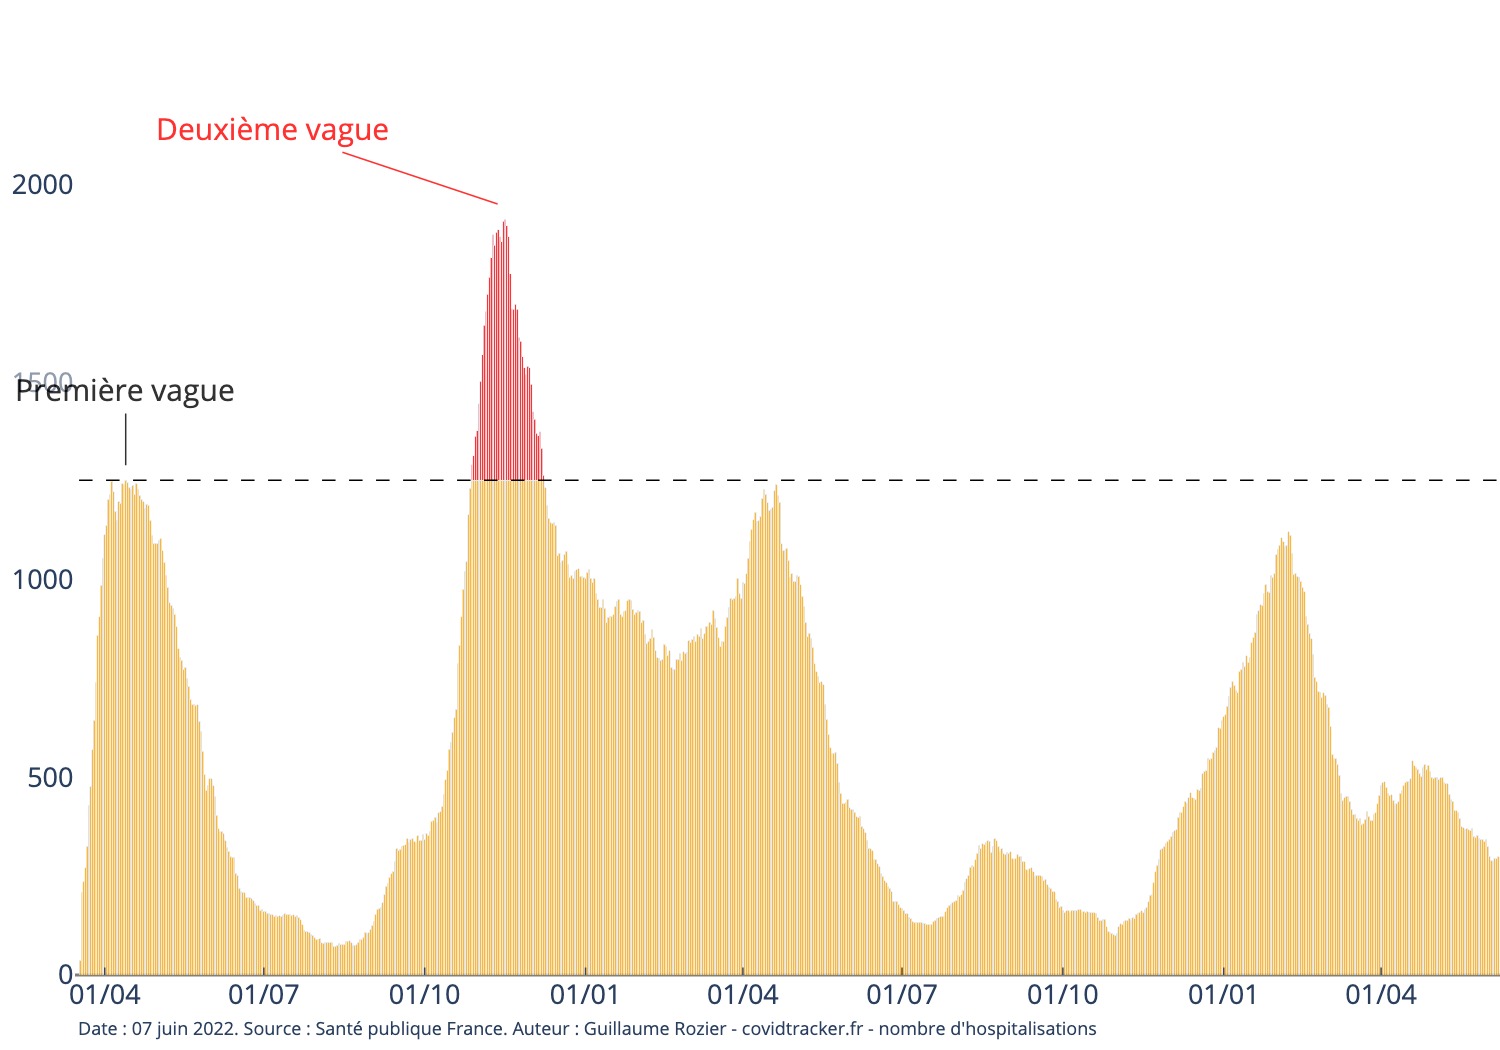 Deuxième vague
2000
1500
Première vague
1000
500
0
01/04 01/07 01/10 01/01 01/04 01/07 01/10 01/01 01/04
Date : 07 juin 2022. Source : Santé publique France. Auteur : Guillaume Rozier - covidtracker.fr - nombre d'hospitalisations